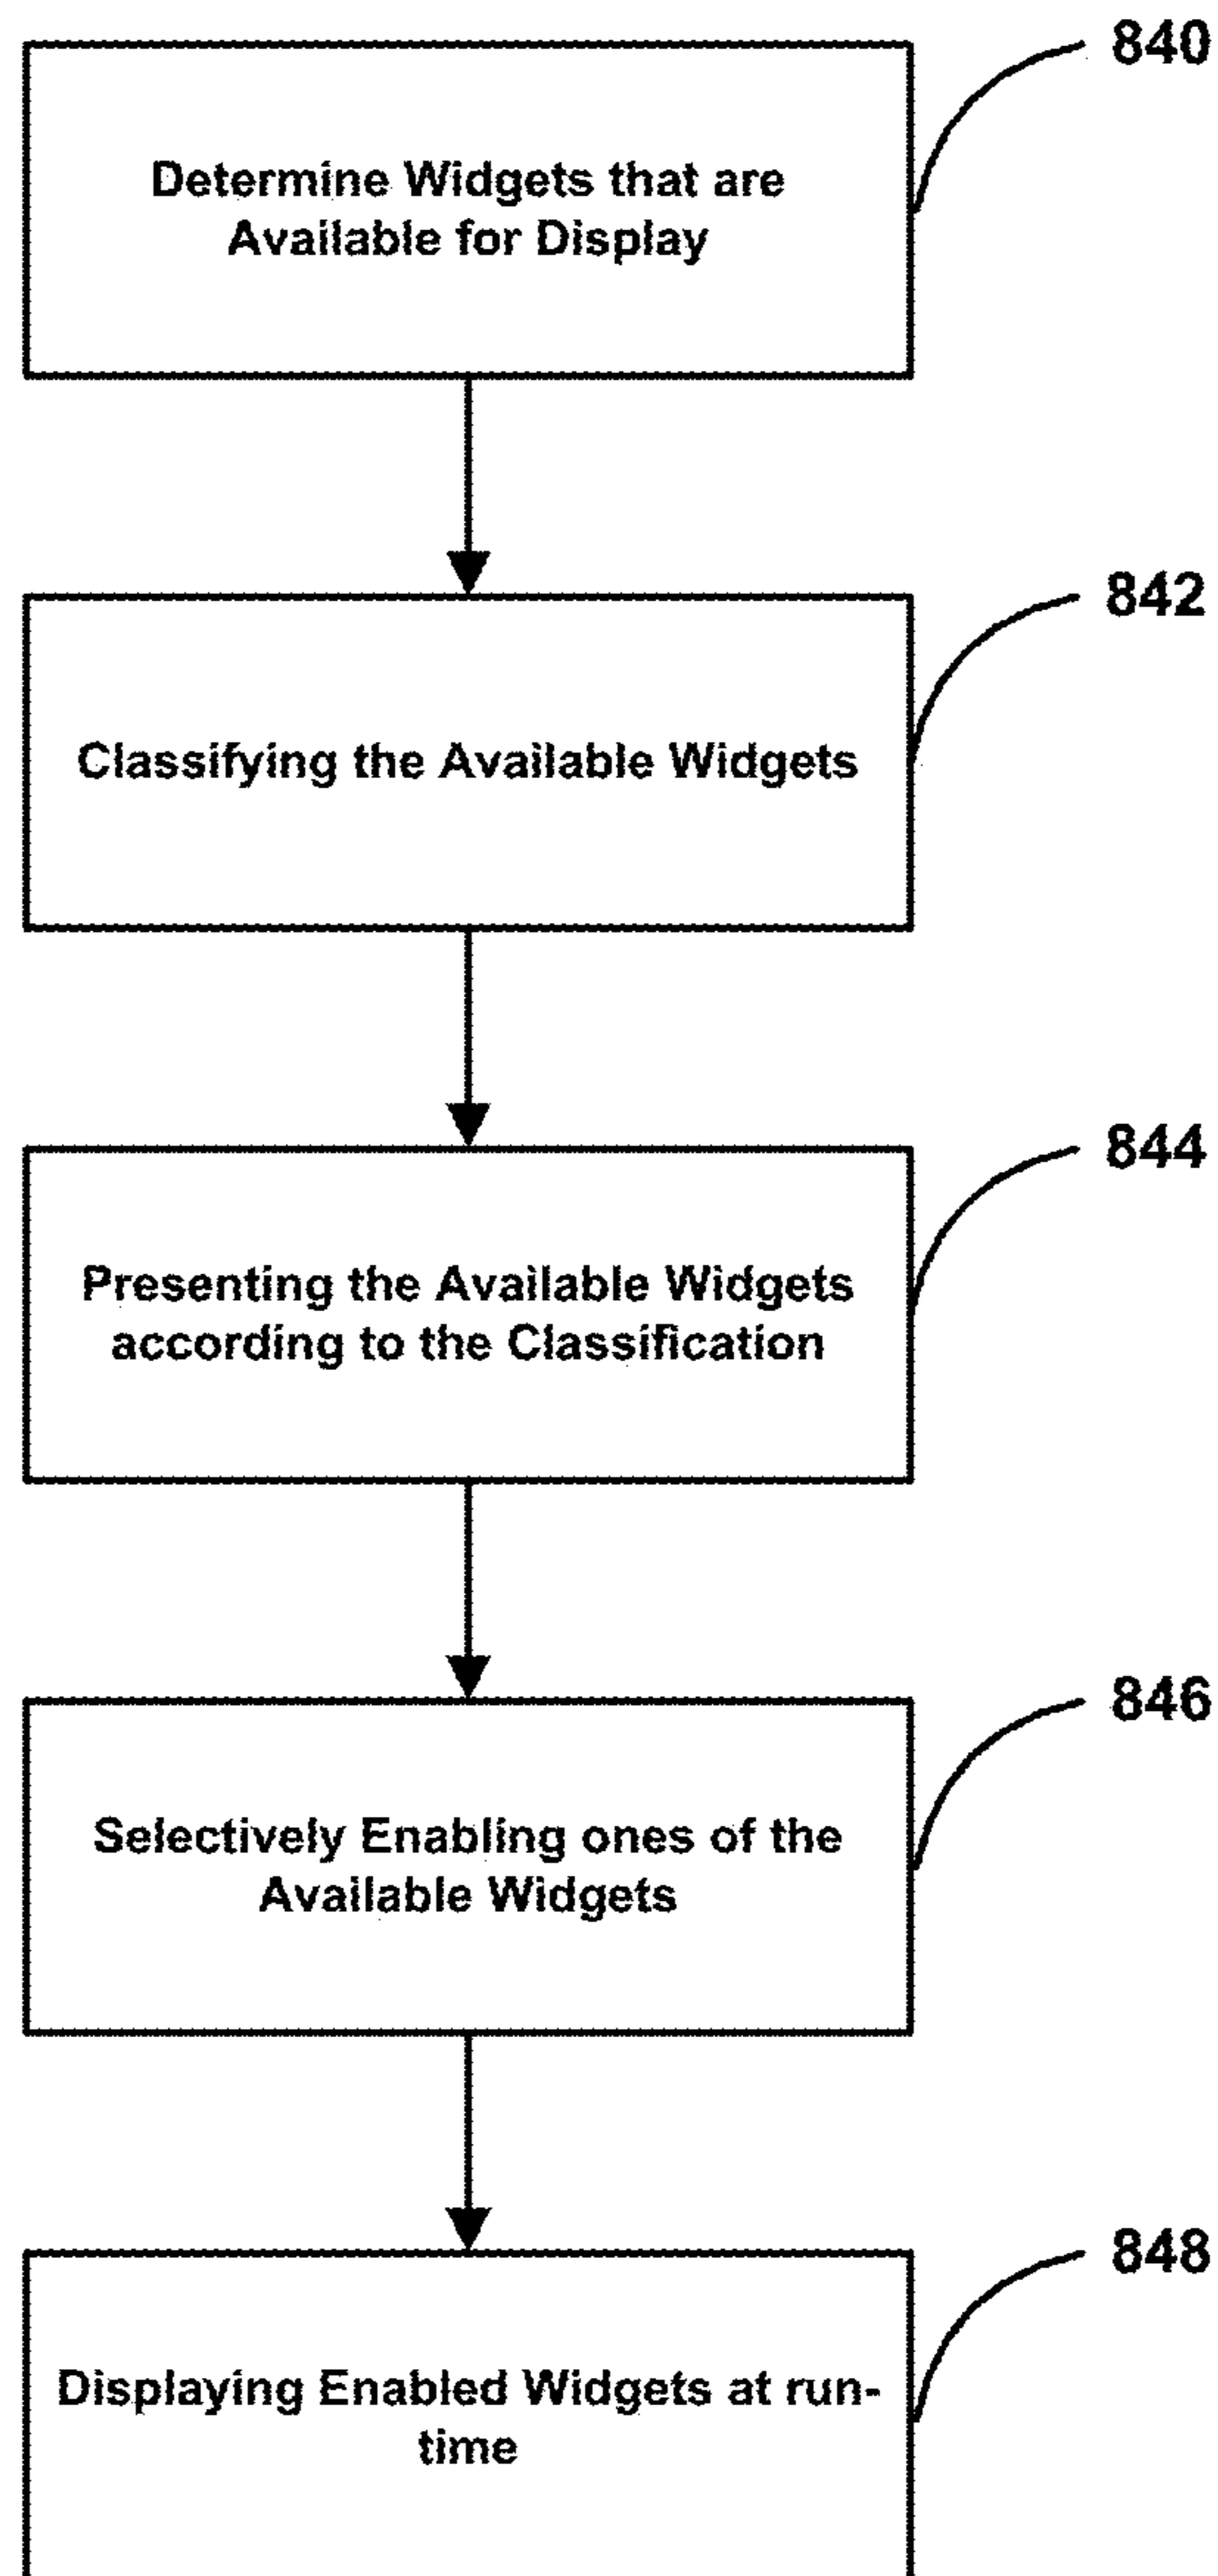 840
Determine Widgets that are
Available for Display
842
Classifying the Available Widgets
844
Presenting the Available Widgets
according to the Classification
846
Selectively Enabling ones of the
Available Widgets
848
Displaying Enabled Widgets at run-
time